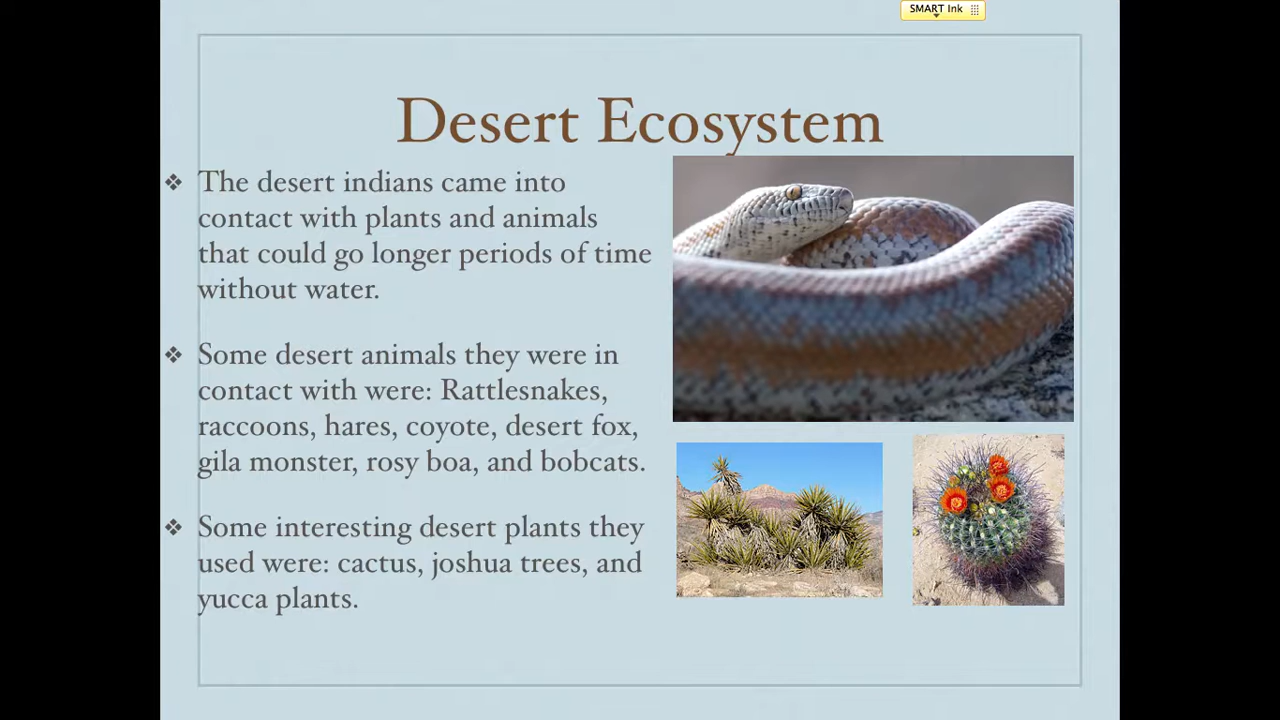 SMART Ink
Desert Ecosystem
❖ The desert indians came into
contact with plants and animals
that could go longer periods of time
without water.
❖ Some desert animals they were in
contact with were: Rattlesnakes,
raccoons, hares, coyote, desert fox,
gila monster, rosy boa, and bobcats.
❖ Some interesting desert plants they
used were: cactus, joshua trees, and
yucca plants.